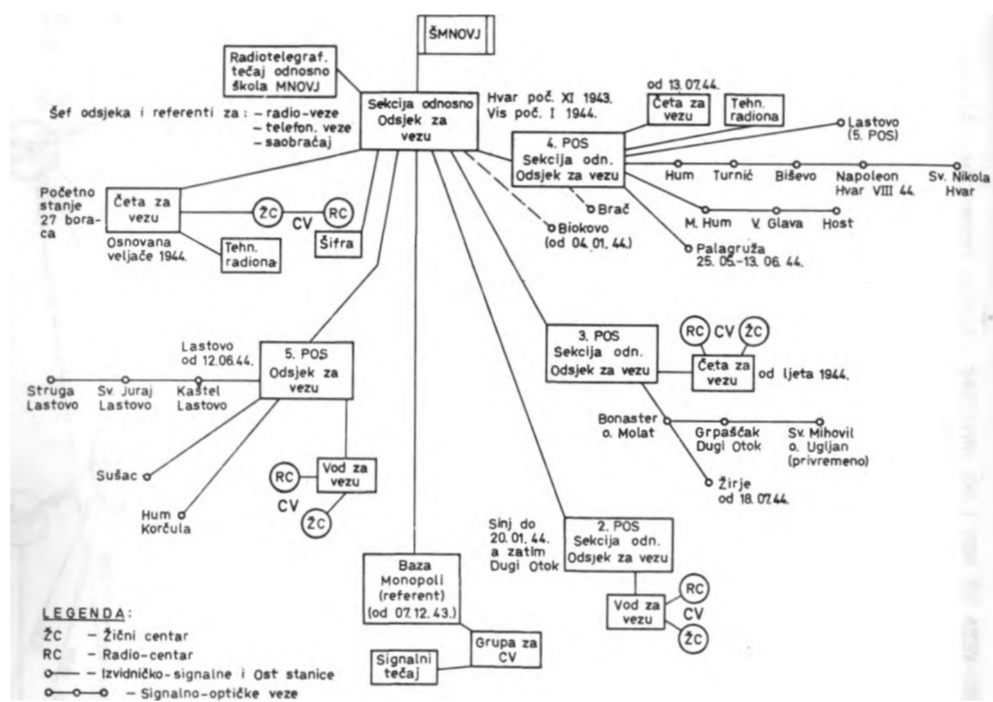 ŠMNOVJ
Radiotelegraf.
tečaj odnosno
škola MNOVJ
Šef odsjeka i referenti za : – radio-veze
– telefon. veze
– saobraćaj
Sekcija odnosno
Odsjek za
vezu
Hvar poč. XI 1943.
Vis poč. I 1944.
od 13.07.44.
Četa za
vezu
Tehn.
radiona
4. POS
Sekcija odn.
Odsjek za vezu
Lastovo
(5. POS)
Hum
Turnić
Biševo
Napoleon
Hvar VIII 44.
Sv. Nikola
Hvar
M. Hum
V. Glava
Host
Brač
Biokovo
(od 04.01. 44.)
Palagruža
25. 05.–13. 06. 44.
Početno
stanje
27 bora-
ca
Četa za
vezu
Osnovana
veljače 1944.
ŽC
CV
RC
Šifra
Tehn.
radiona
Lastovo
od 12.06.44.
5. POS
Odsjek za
vezu
Struga
Lastovo
Sv. Juraj
Lastovo
Kaštel
Lastovo
Sušac
Hum
Korčula
RC
CV
ŽC
Vod za
vezu
3. POS
Sekcija odn.
Odsjek za vezu
RC
CV
ŽC
Četa za
vezu
od ljeta 1944.
Bonaster
o. Molat
Grpaščak
Dugi Otok
Sv. Mihovil
o. Ugljan
(privremeno)
Žirje
od 18.07.44.
Sinj do
20.01. 44.
a zatim
Dugi Otok
2. POS
Sekcija odn.
Odsjek za vezu
Vod za
vezu
RC
CV
ŽC
Baza
Monopoli
(referent)
(od 07.12. 43.)
Grupa za
CV
Signalni
tečaj
LEGENDA:
ŽC – Žični centar
RC – Radio-centar
– Izvidničko-signalne i Ost stanice
– Signalno-optičke veze